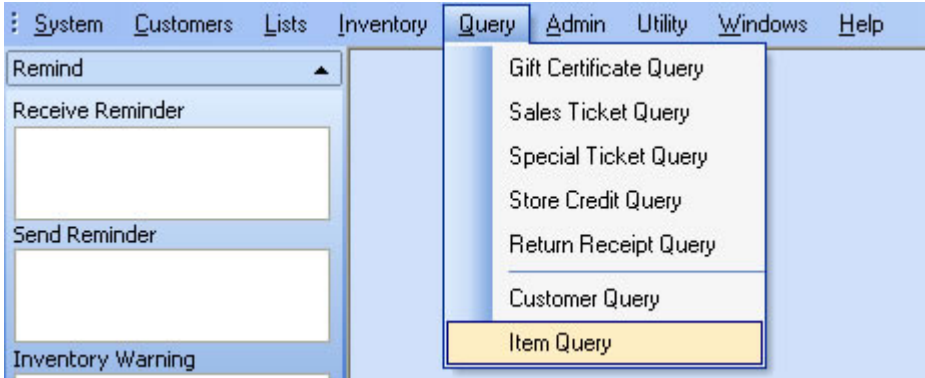 System Customers Lists Inventory Query Admin Utility Windows Help
Remind
Receive Reminder
Send Reminder
Inventory Warning
Gift Certificate Query
Sales Ticket Query
Special Ticket Query
Store Credit Query
Return Receipt Query
Customer Query
Item Query